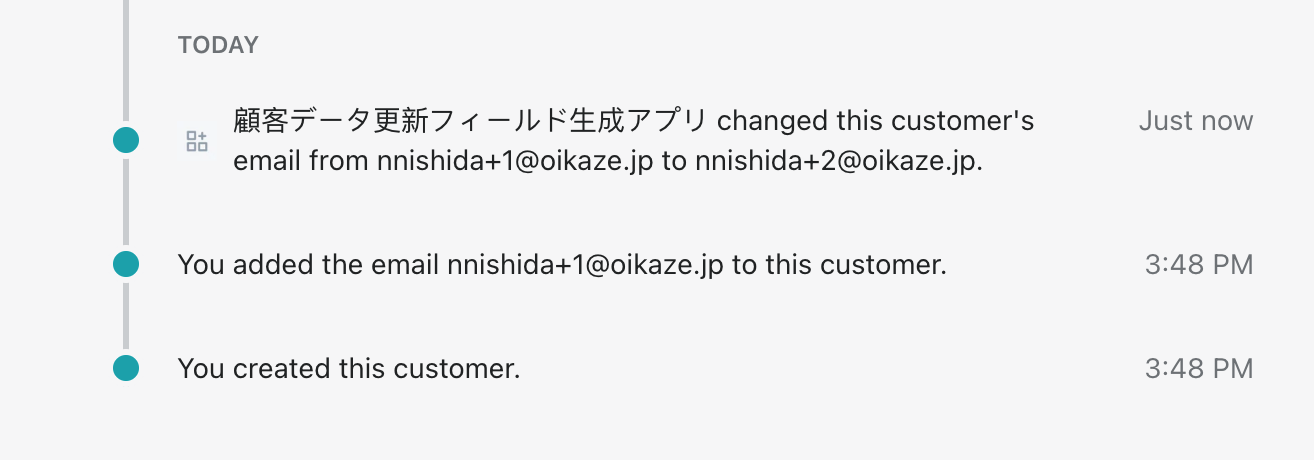 TODAY
顧客データ更新フィールド生成アプリ changed this customer's
Just now
email from nnishida+1@oikaze.jp to nnishida+2@oikaze.jp.
You added the email nnishida+1@oikaze.jp to this customer.
3:48 PM
You created this customer.
3:48 PM